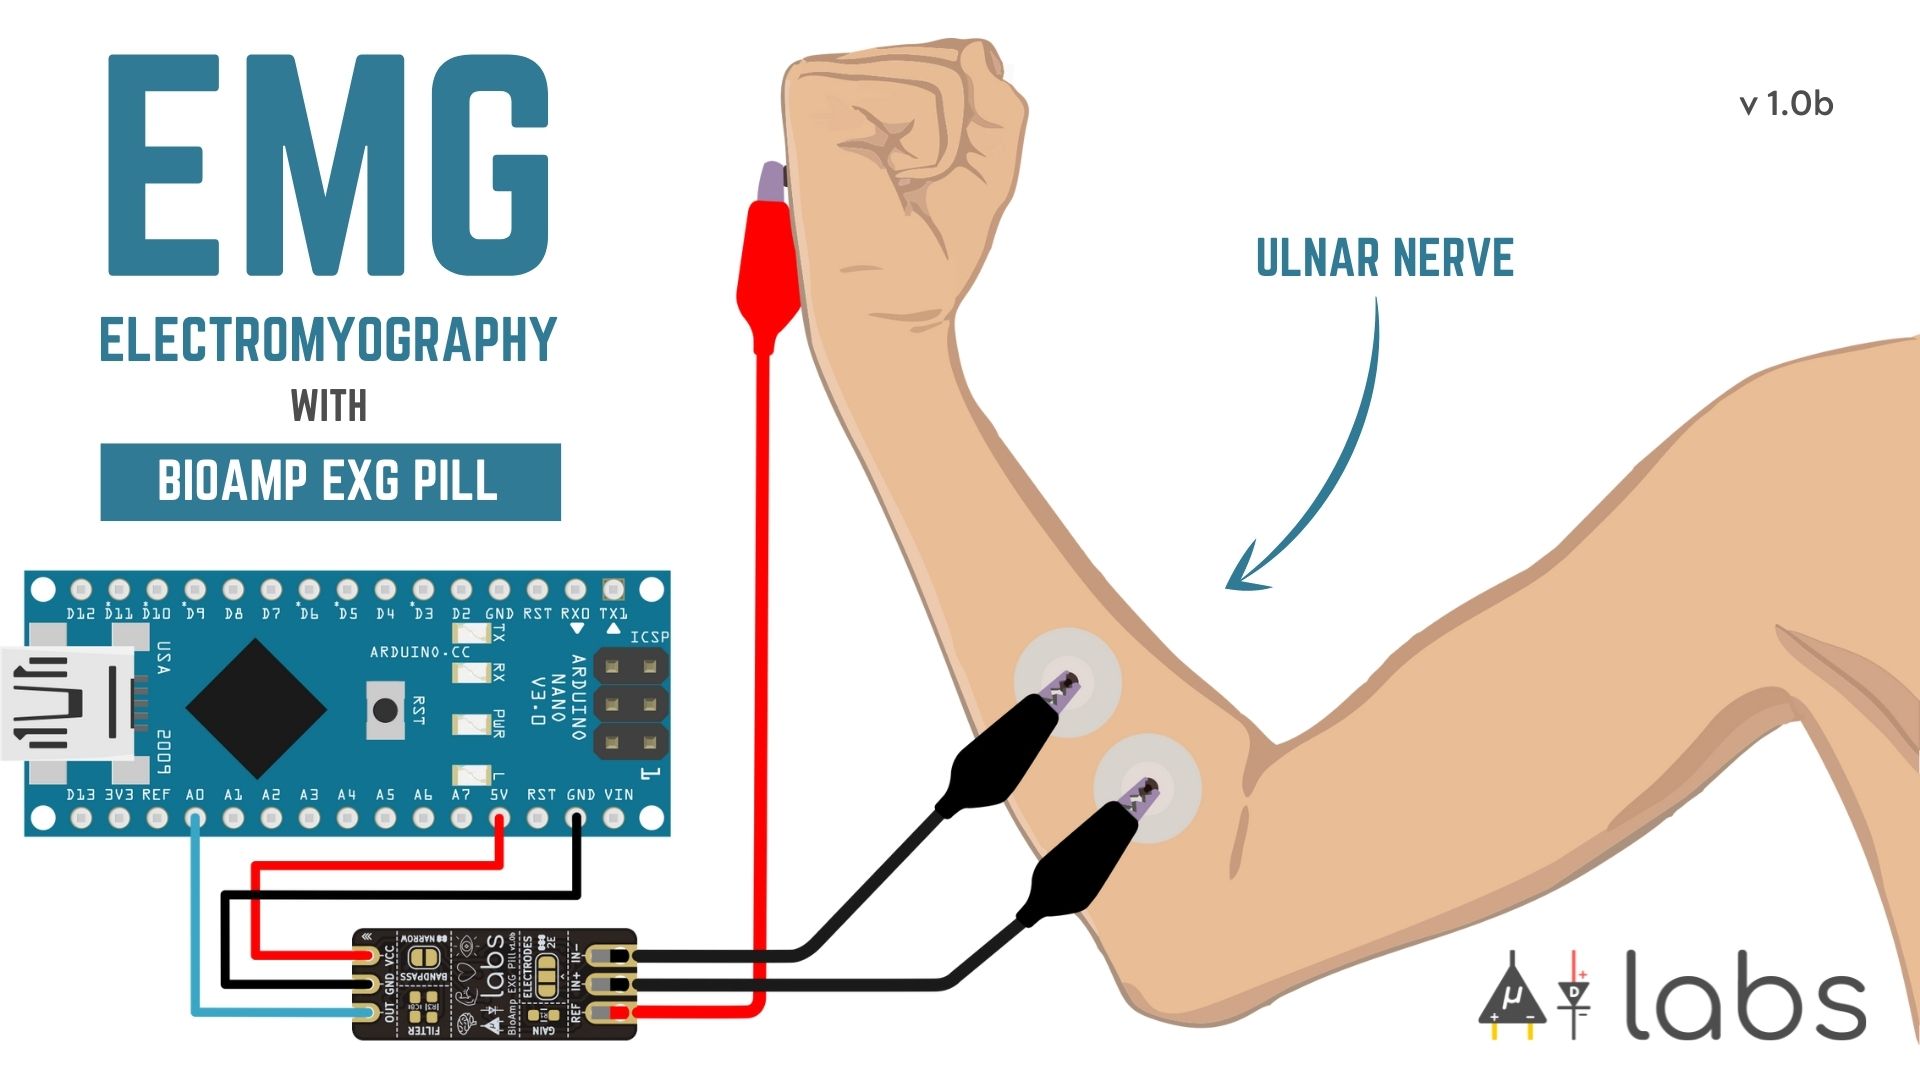 EMG
ELECTROMYOGRAPHY
WITH
BIOAMP EXG PILL
v 1.0b
ULNAR NERVE
D12 *D11 *D10 *D9 D8 D7 *D6 *D5 D4 *D3 D2 GND RST RX0 TX1
ICSP
ARDUINO.CC
TX
RX
PWR
L
RST
USA
2009
ARDUINO
NANO
V3.0
1
D13 3V3 REF A0 A1 A2 A3 A4 A5 A6 A7 5V RST GND VIN
VCC
GND
OUT
NARROW
BANDPASS
FILTER
labs
BioAmp EXG Pill v1.0b
ELECTRODES
2E
GAIN
IN-
IN+
REF
μ
+ -
D
+
-
labs